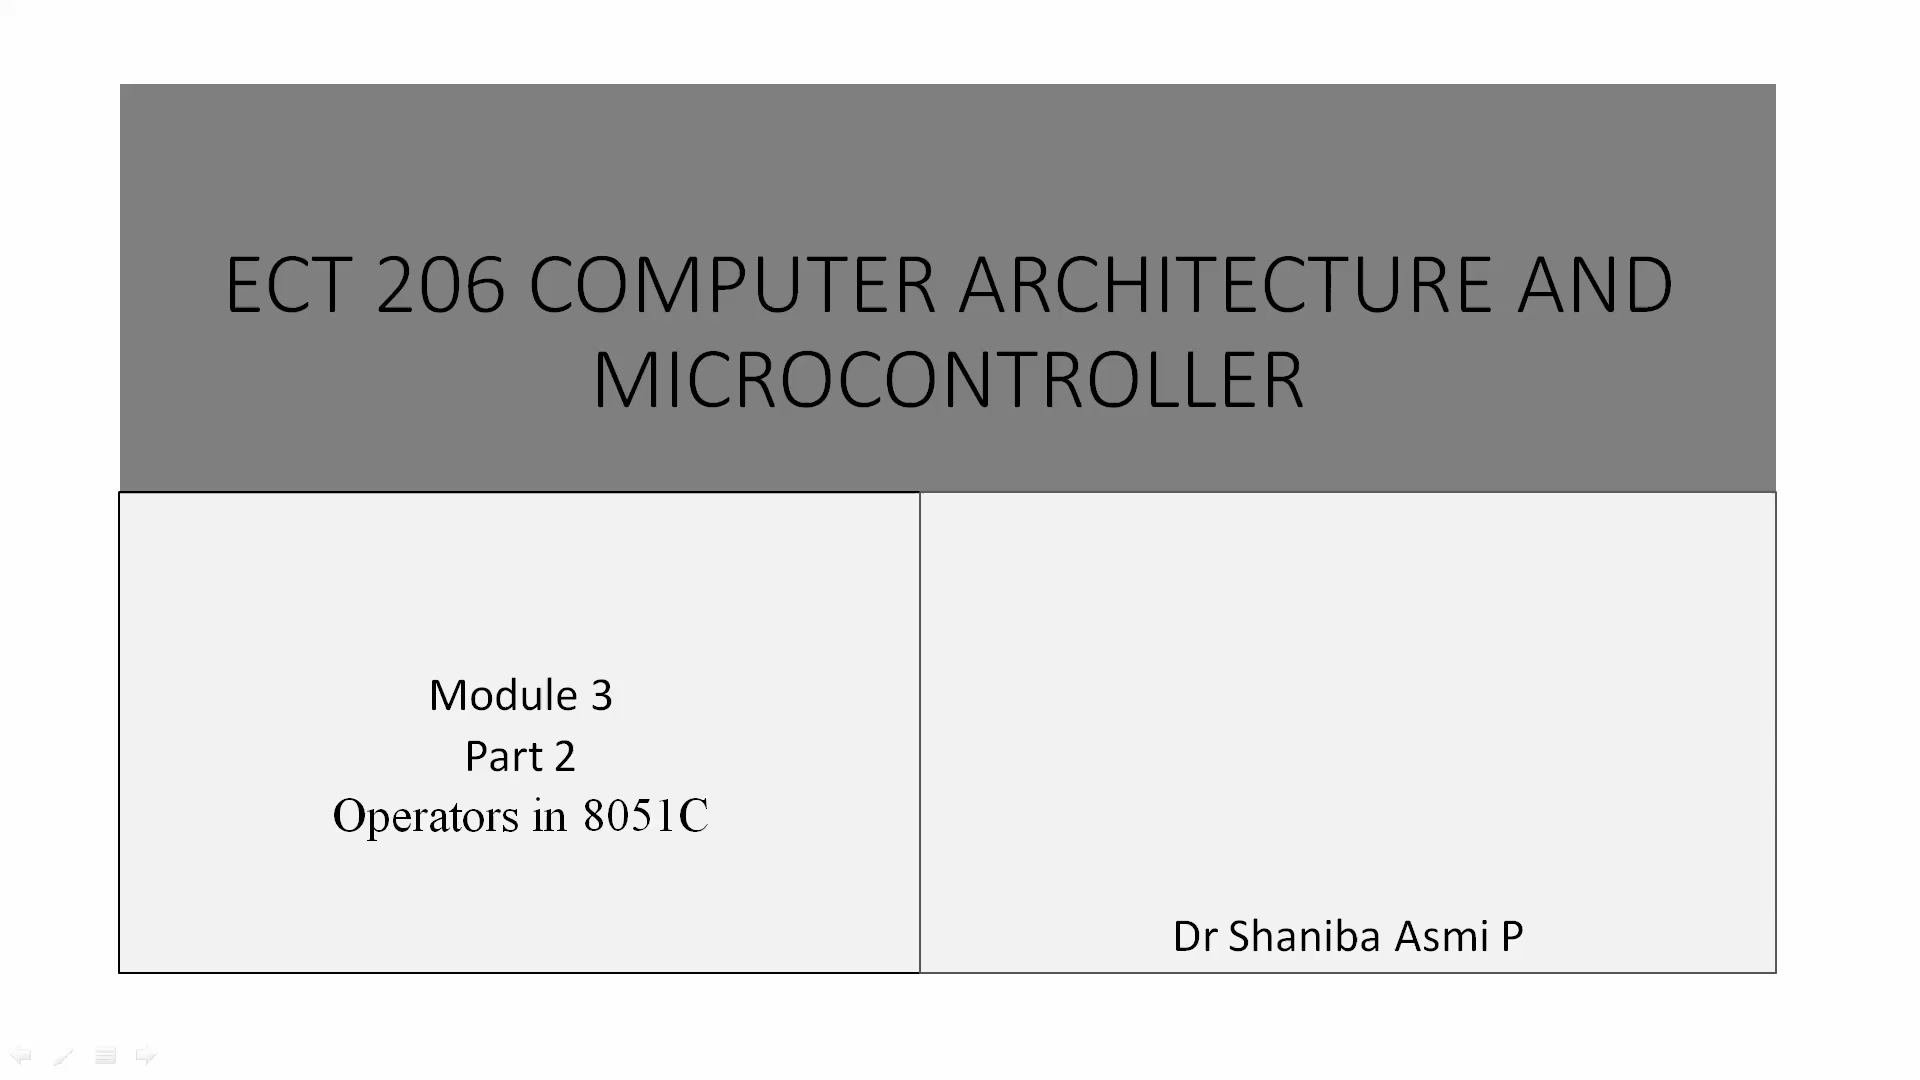 ECT 206 COMPUTER ARCHITECTURE AND
MICROCONTROLLER
Module 3
Part 2
Operators in 8051C
Dr Shaniba Asmi P